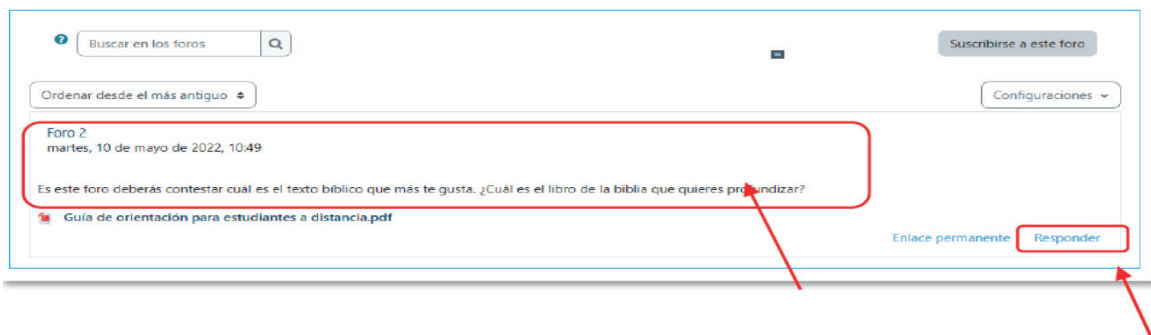 Buscar en los foros
Suscribirse a este foro
Ordenar desde el más antiguo
Configuraciones
Foro 2
martes, 10 de mayo de 2022, 10:49
Es este foro deberás contestar cuál es el texto bíblico que más te gusta. ¿Cuál es el libro de la biblia que quieres profundizar?
Guía de orientación para estudiantes a distancia.pdf
Enlace permanente Responder